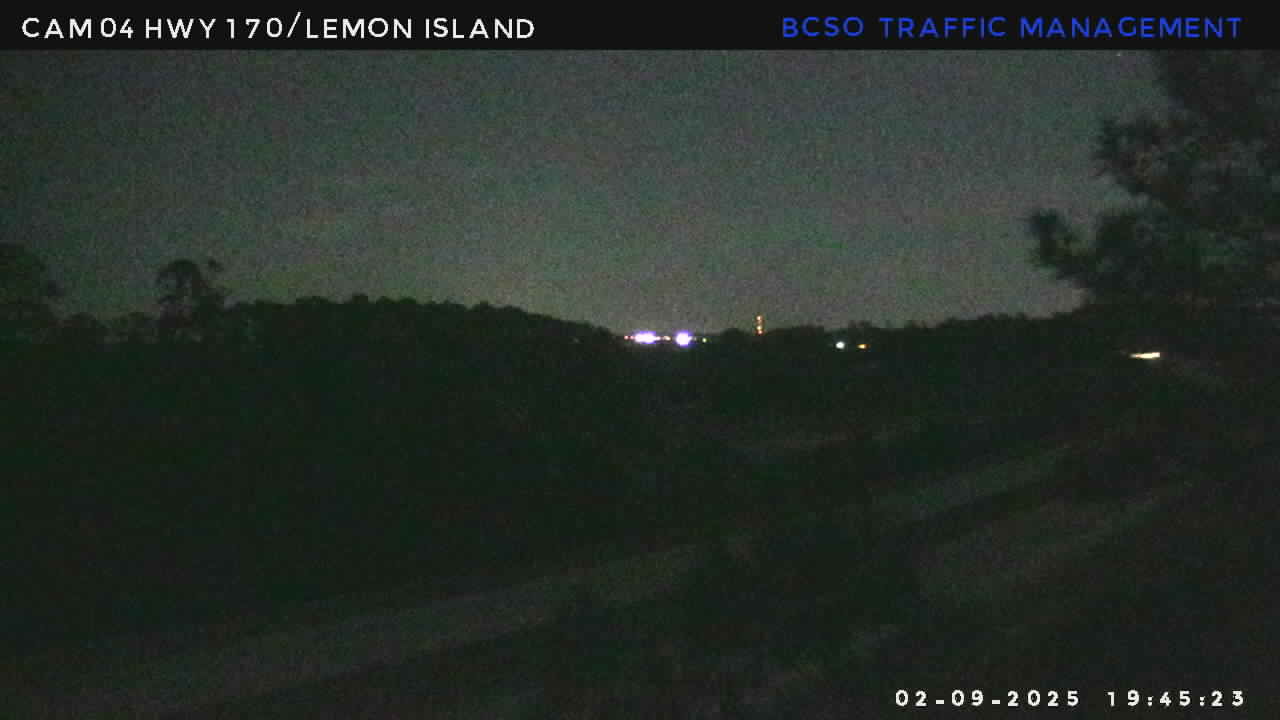 CAM04 HWY 170/LEMON ISLAND
BCSO TRAFFIC MANAGEMENT
02-09-2025 19:45:23